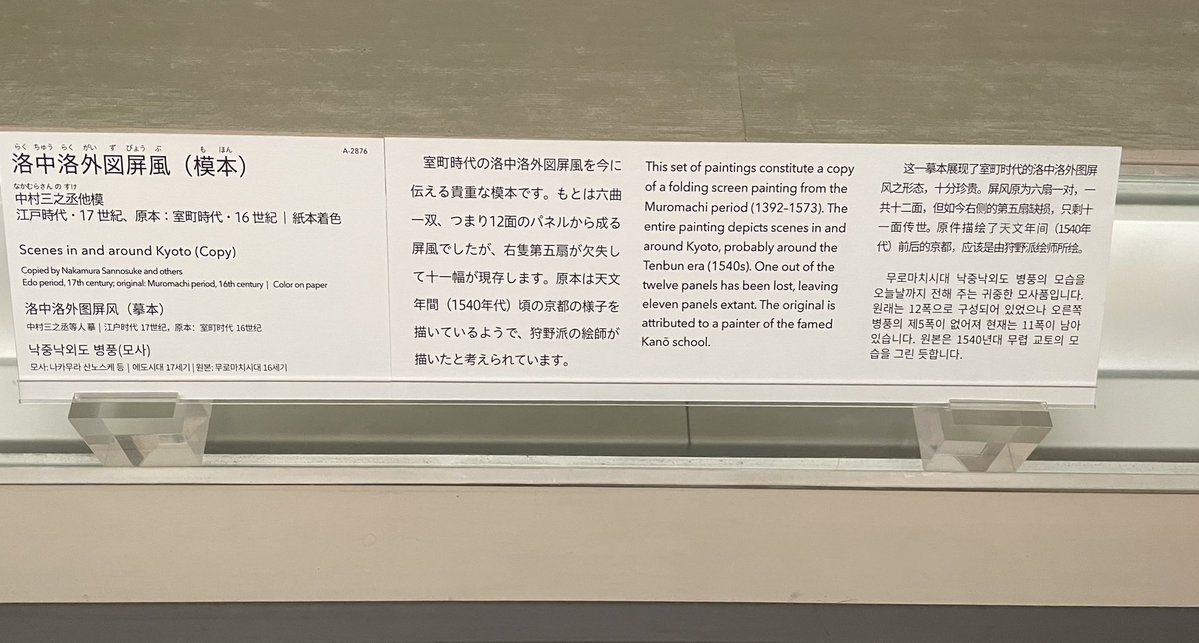 らくちゅうらくがいずびょうぶ もほん
洛中洛外図屏風（模本）
A-2876
なかむらさんのすけ
中村三之丞他模
江戸時代・17世紀、原本：室町時代・16世紀｜紙本着色
Scenes in and around Kyoto (Copy)
Copied by Nakamura Sannosuke and others
Edo period, 17th century; original: Muromachi period, 16th century | Color on paper
洛中洛外图屏风（摹本）
中村三之丞等人摹｜江户时代 17世纪，原本：室町时代 16世纪
낙중낙외도 병풍(모사)
모사: 나카무라 산노스케 등 | 에도시대 17세기 | 원본: 무로마치시대 16세기
室町時代の洛中洛外図屏風を今に
伝える貴重な模本です。もとは六曲
一双、つまり12面のパネルから成る
屏風でしたが、右隻第五扇が欠失し
て十一幅が現存します。原本は天文
年間（1540年代）頃の京都の様子を
描いているようで、狩野派の絵師が
描いたと考えられています。
This set of paintings constitute a copy
of a folding screen painting from the
Muromachi period (1392–1573). The
entire painting depicts scenes in and
around Kyoto, probably around the
Tenbun era (1540s). One out of the
twelve panels has been lost, leaving
eleven panels extant. The original is
attributed to a painter of the famed
Kanō school.
这一摹本展现了室町时代的洛中洛外图屏
风之形态，十分珍贵。屏风原为六扇一对，一
共十二面，但如今右侧的第五扇缺损，只剩十
一面传世。原件描绘了天文年间（1540年
代）前后的京都，应该是由狩野派绘师所绘。
무로마치시대 낙중낙외도 병풍의 모습을
오늘날까지 전해 주는 귀중한 모사품입니다.
원래는 12폭으로 구성되어 있었으나 오른쪽
병풍의 제5폭이 없어져 현재는 11폭이 남아
있습니다. 원본은 1540년대 무렵 교토의 모
습을 그린 듯합니다.